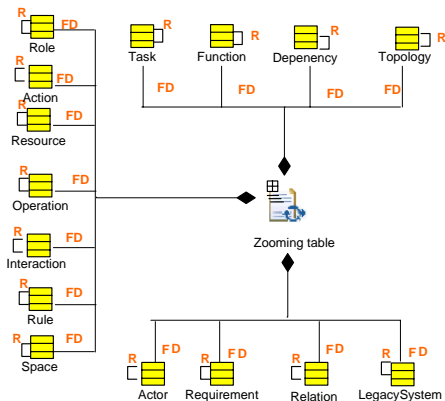 R
FD
Role
R
FD
Action
R
FD
Resource
R
FD
Operation
R
FD
Interaction
R
FD
Rule
R
FD
Space
R
Task
FD
R
Function
FD
R
Depenency
FD
R
Topology
FD
Zooming table
R
FD
Actor
R
FD
Requirement
R
FD
Relation
R
FD
LegacySystem